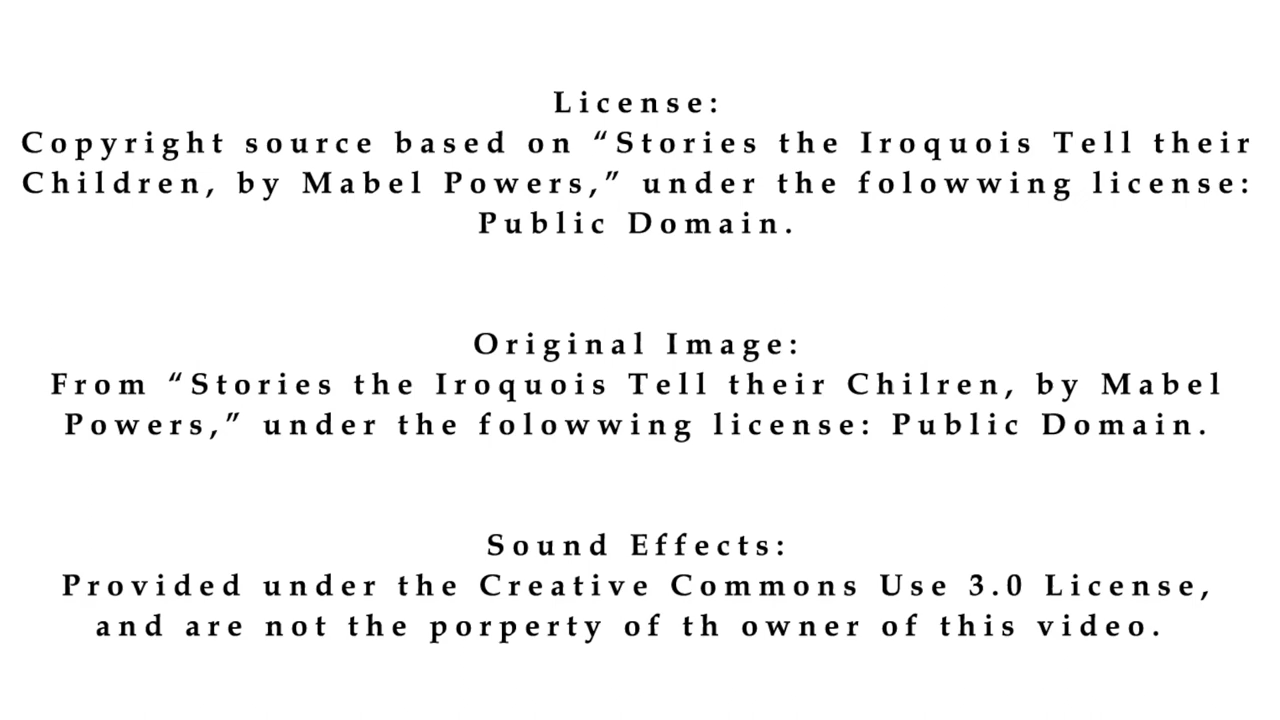 License:
Copyright source based on “Stories the Iroquois Tell their
Children, by Mabel Powers,” under the folowwing license:
Public Domain.
Original Image:
From “Stories the Iroquois Tell their Chilren, by Mabel
Powers,” under the folowwing license: Public Domain.
Sound Effects:
Provided under the Creative Commons Use 3.0 License,
and are not the porperty of th owner of this video.